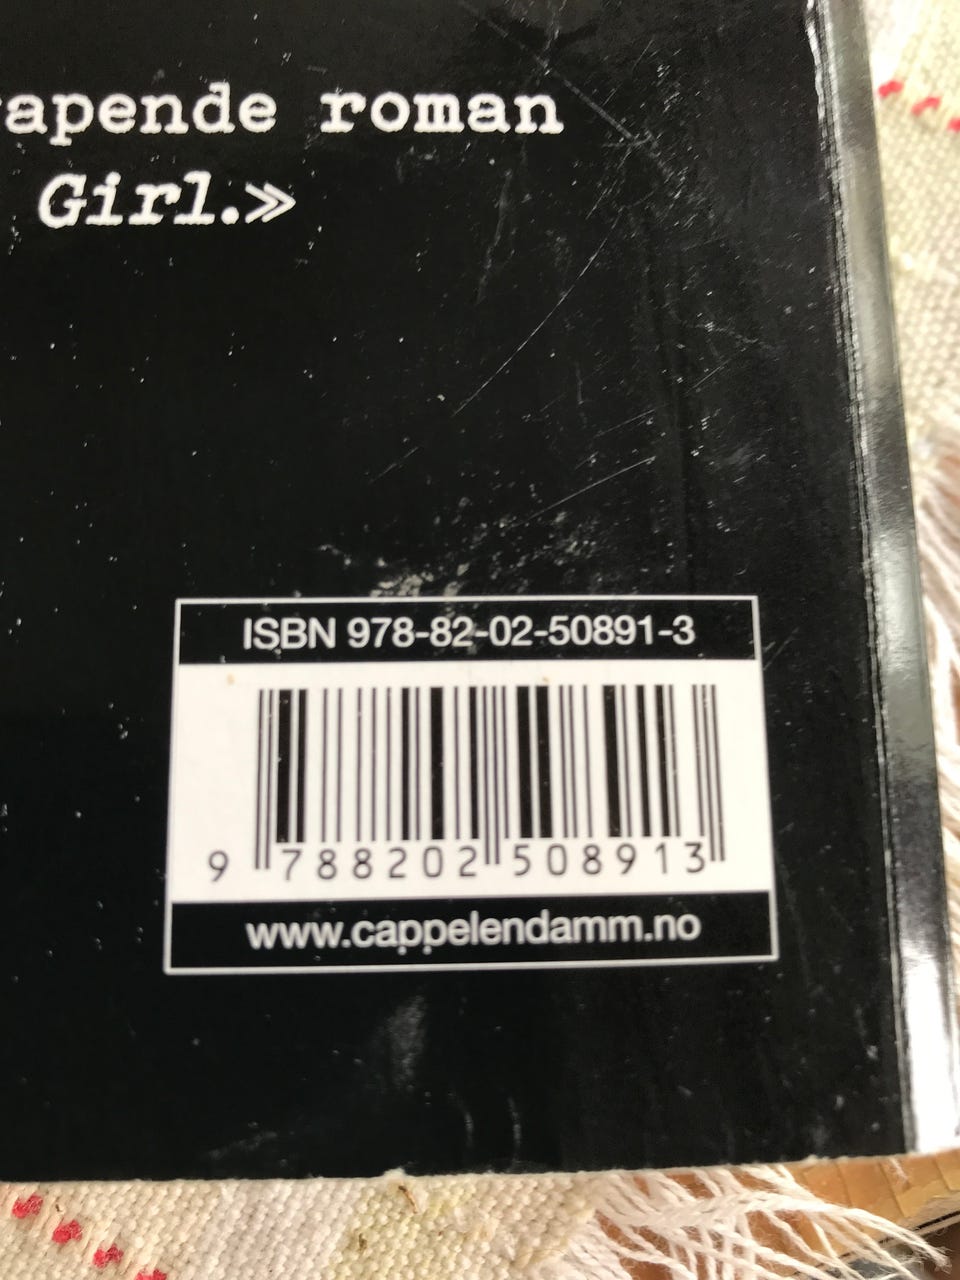 apende roman
Girl.»
ISBN 978-82-02-50891-3
9 788202 508913
www.cappelendamm.no